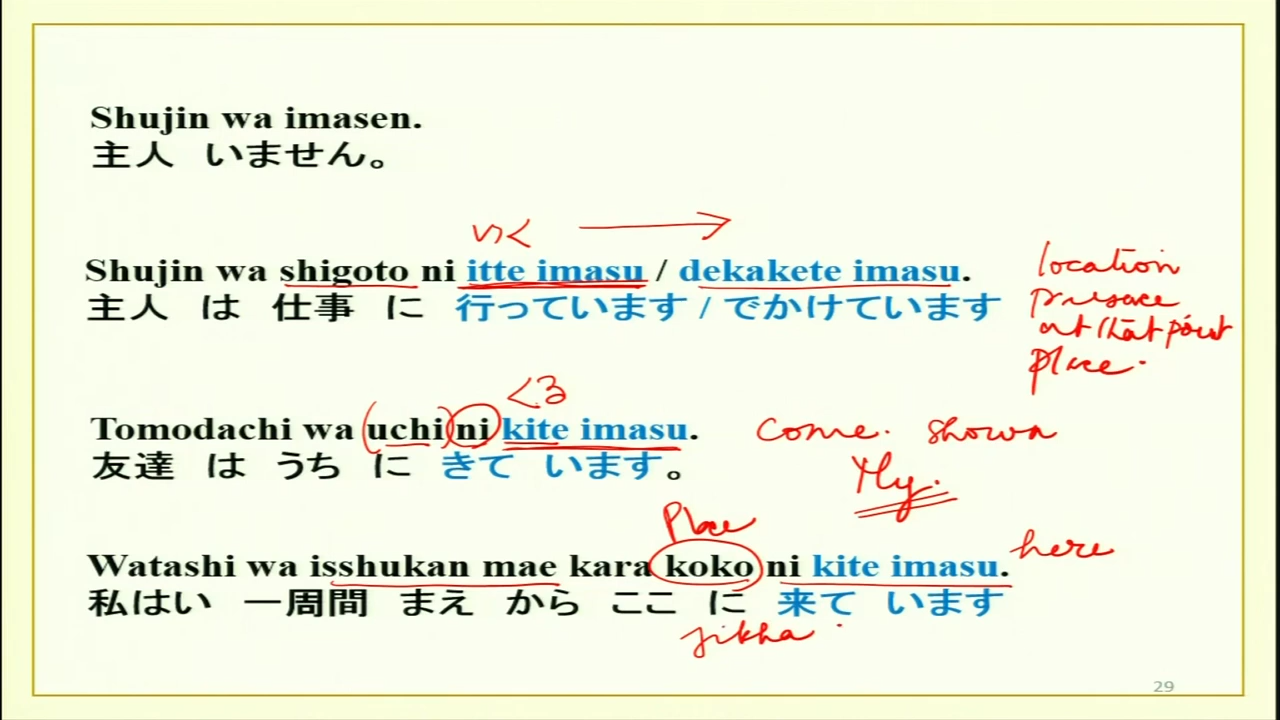 Shujin wa imasen.
主人 いません。
いく
Shujin wa shigoto ni itte imasu / dekakete imasu.
主人 は 仕事 に 行っています / でかけています
location
at that point
place.
くる
Tomodachi wa uchi ni kite imasu.
友達 は うち に きて います。
come. shown
Place
Watashi wa isshukan mae kara koko ni kite imasu.
here
私はい 一周間 まえ から ここ に 来て います
29